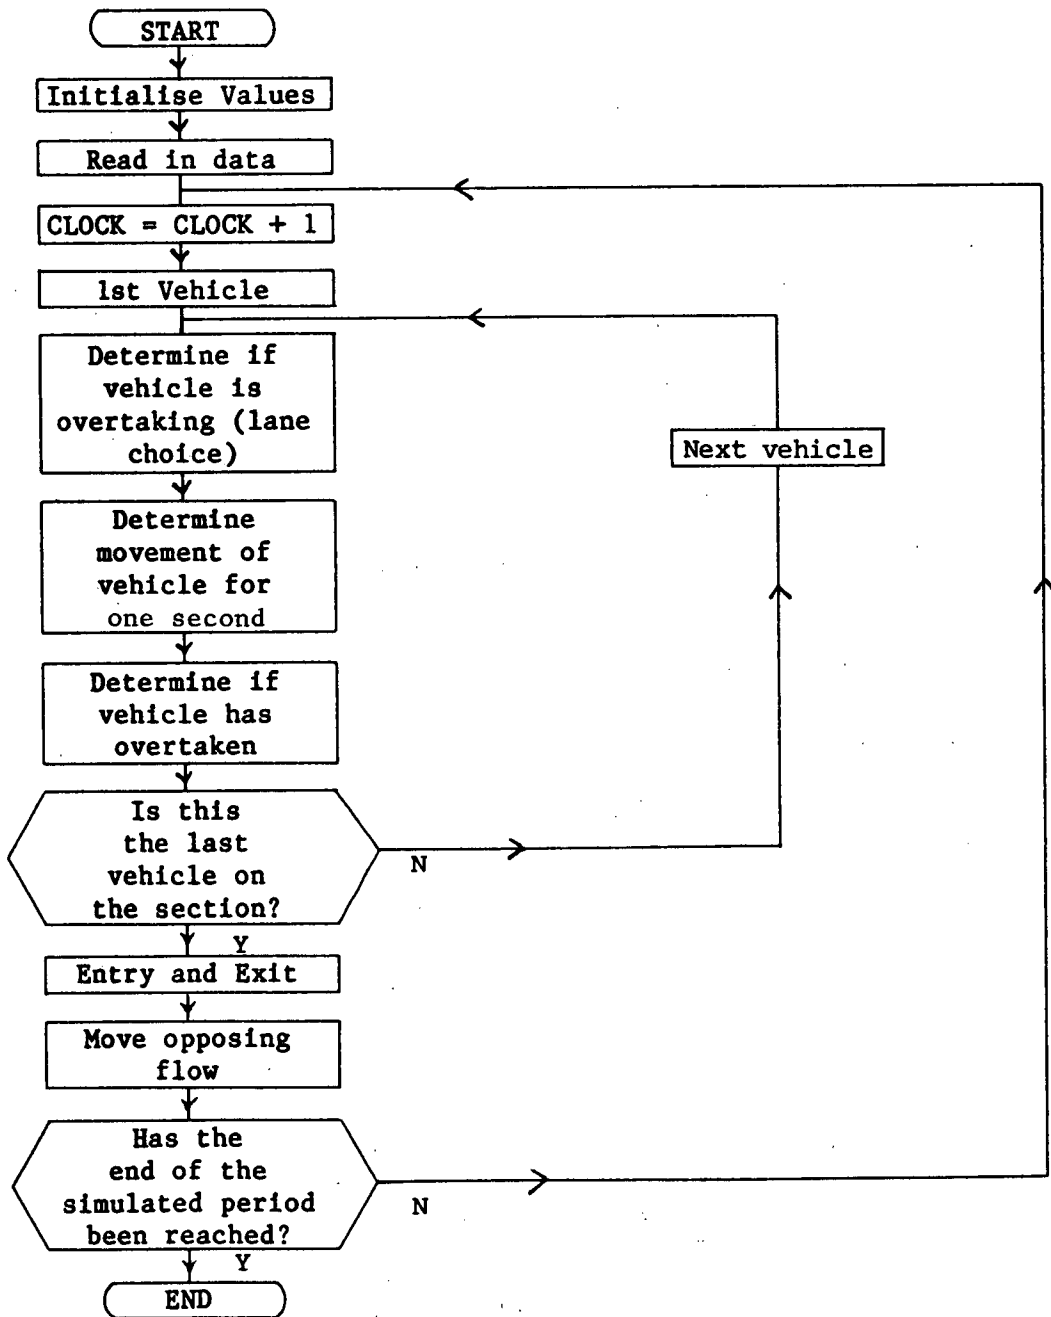 START
Initialise Values
Read in data
CLOCK = CLOCK + 1
1st Vehicle
Determine if
vehicle is
overtaking (lane
choice)
Next vehicle
Determine
movement of
vehicle for
one second
Determine if
vehicle has
overtaken
Is this
the last
vehicle on
the section?
N
Y
Entry and Exit
Move opposing
flow
Has the
end of the
simulated period
been reached?
N
Y
END